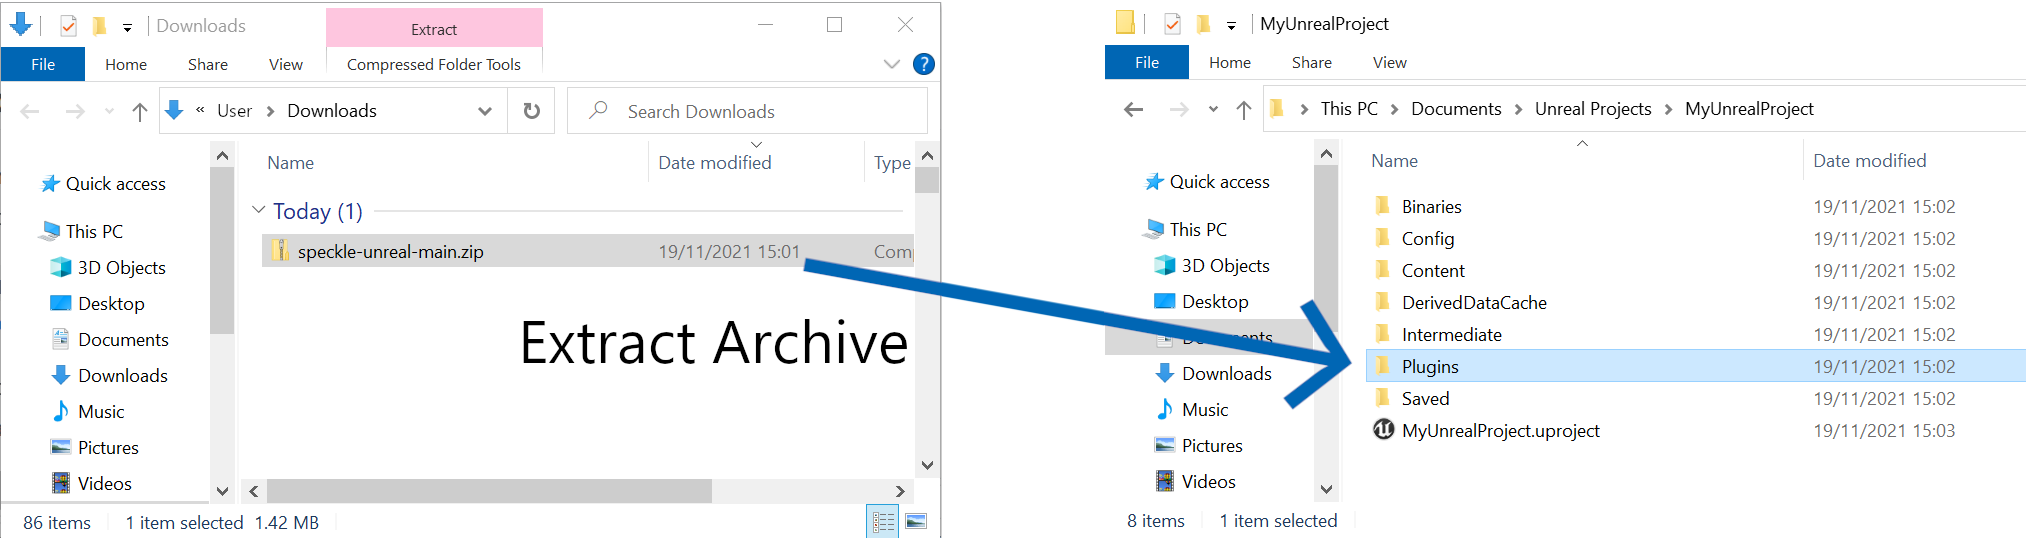 Downloads
Extract
File Home Share View Compressed Folder Tools
« User > Downloads
Search Downloads
Name Date modified Type
Quick access
This PC
3D Objects
Desktop
Documents
Downloads
Music
Pictures
Videos
Today (1)
speckle-unreal-main.zip 19/11/2021 15:01 Comp
Extract Archive
86 items 1 item selected 1.42 MB
MyUnrealProject
File Home Share View
This PC > Documents > Unreal Projects > MyUnrealProject
Name Date modified
Quick access
This PC
3D Objects
Desktop
Documents
Downloads
Music
Pictures
Videos
Binaries 19/11/2021 15:02
Config 19/11/2021 15:02
Content 19/11/2021 15:02
DerivedDataCache 19/11/2021 15:02
Intermediate 19/11/2021 15:02
Plugins 19/11/2021 15:02
Saved 19/11/2021 15:02
MyUnrealProject.uproject 19/11/2021 15:03
8 items 1 item selected